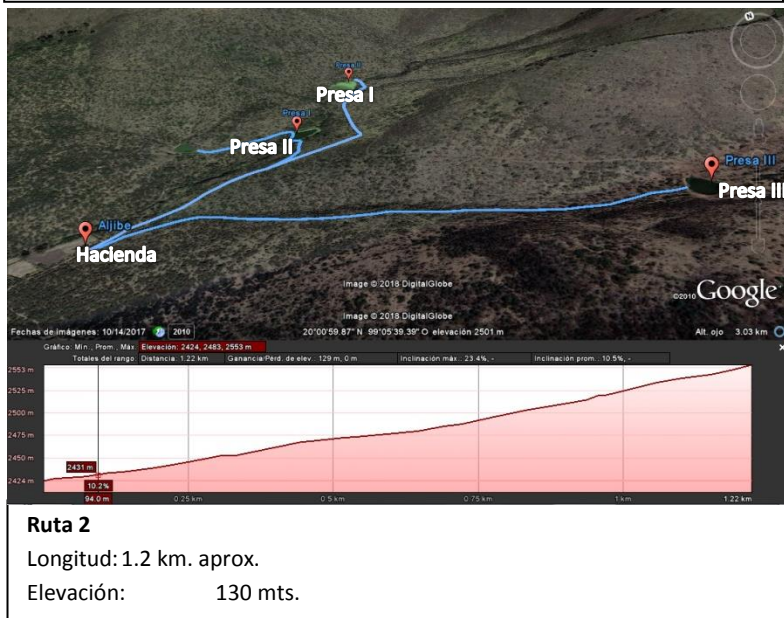 N
Presa II
Presa I
Presa I
Presa II
Presa III
Presa III
Aljibe
Hacienda
Image © 2018 DigitalGlobe
Image © 2018 DigitalGlobe
©2010 Google
Fechas de imágenes: 10/14/2017 2010 20°00'59.87" N 99°05'39.39" O elevación 2501 m Alt. ojo 3.03 km
Gráfico: Mín., Prom., Máx. Elevación: 2424, 2483, 2553 m
Totales del rango: Distancia: 1.22 km Ganancia/Pérd. de elev.: 129 m, 0 m Inclinación máx.: 23.4%, - Inclinación prom.: 10.5%, -
2553 m
2525 m
2500 m
2475 m
2450 m
2424 m
2431 m
10.2%
94.0 m 0.25 km 0.5 km 0.75 km 1 km 1.22 km
Ruta 2
Longitud: 1.2 km. aprox.
Elevación: 130 mts.